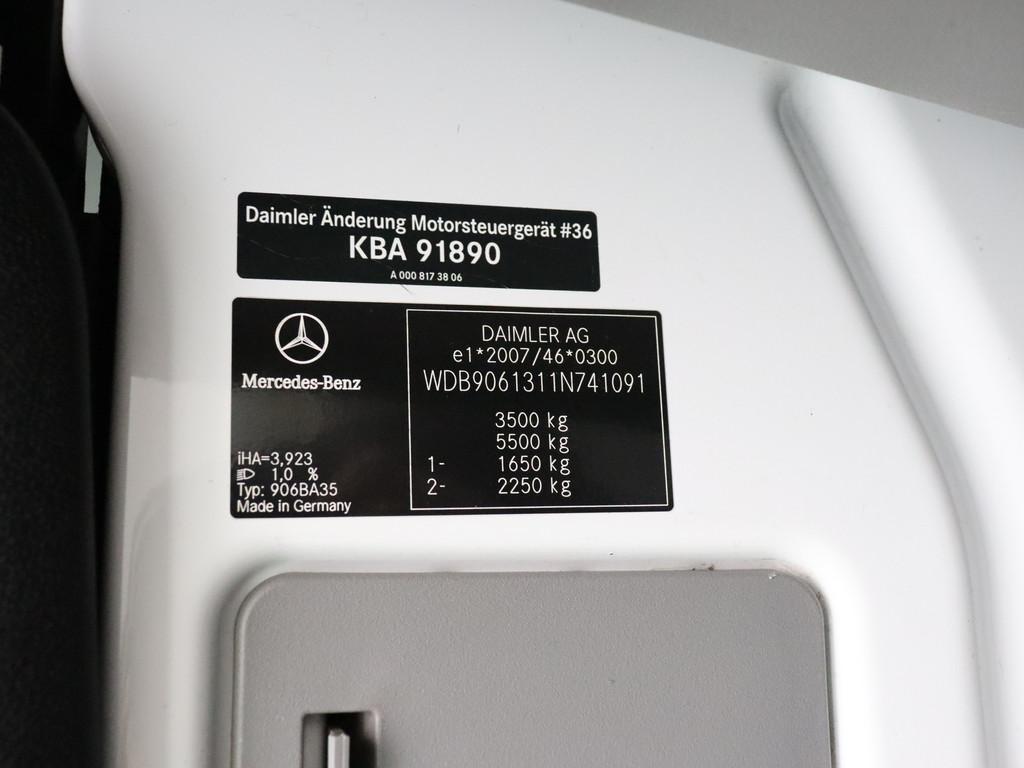 Daimler Änderung Motorsteuergerät #36
KBA 91890
A 000 817 38 06
Mercedes-Benz
iHA=3,923
1,0 %
Typ: 906BA35
Made in Germany
DAIMLER AG
e1*2007/46*0300
WDB9061311N741091
3500 kg
5500 kg
1- 1650 kg
2- 2250 kg